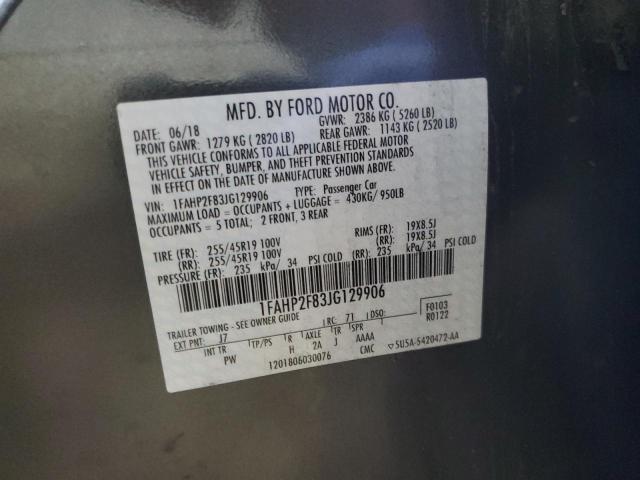 MFD. BY FORD MOTOR CO.
DATE: 06/18 GVWR: 2386 KG ( 5260 LB)
FRONT GAWR: 1279 KG ( 2820 LB) REAR GAWR: 1143 KG ( 2520 LB)
THIS VEHICLE CONFORMS TO ALL APPLICABLE FEDERAL MOTOR
VEHICLE SAFETY, BUMPER, AND THEFT PREVENTION STANDARDS
IN EFFECT ON THE DATE OF MANUFACTURE SHOWN ABOVE.
VIN: 1FAHP2F83JG129906 TYPE: Passenger Car
MAXIMUM LOAD = OCCUPANTS + LUGGAGE = 430KG/ 950LB
OCCUPANTS = 5 TOTAL; 2 FRONT, 3 REAR
TIRE (FR): 255/45R19 100V RIMS (FR): 19X8.5J
(RR): 255/45R19 100V (RR): 19X8.5J
PRESSURE (FR): 235 kPa/ 34 PSI COLD (RR): 235 kPa/ 34 PSI COLD
1FAHP2F83JG129906
TRAILER TOWING - SEE OWNER GUIDE RC: 71 DSO: F0103
EXT PNT: J7 R0122
INT TR TP/PS R AXLE TR SPR
PW H 2A J AAAA
1201806030076 CMC ▽5U5A-5420472-AA